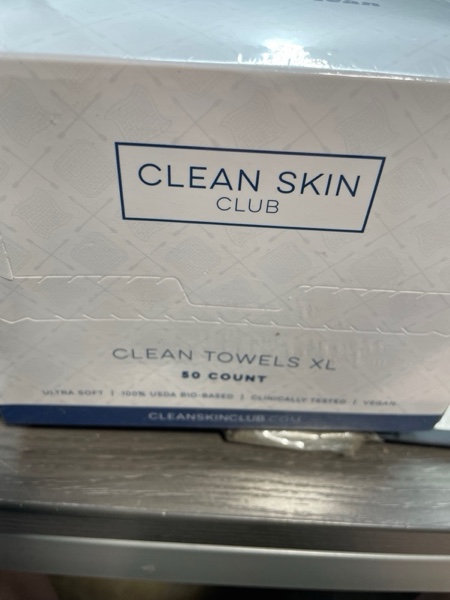 CLEAN SKIN
CLUB
CLEAN TOWELS XL
50 COUNT
ULTRA SOFT | 100% USDA BIO-BASED | CLINICALLY TESTED / VEGAN
CLEANSKINCLUB.COM